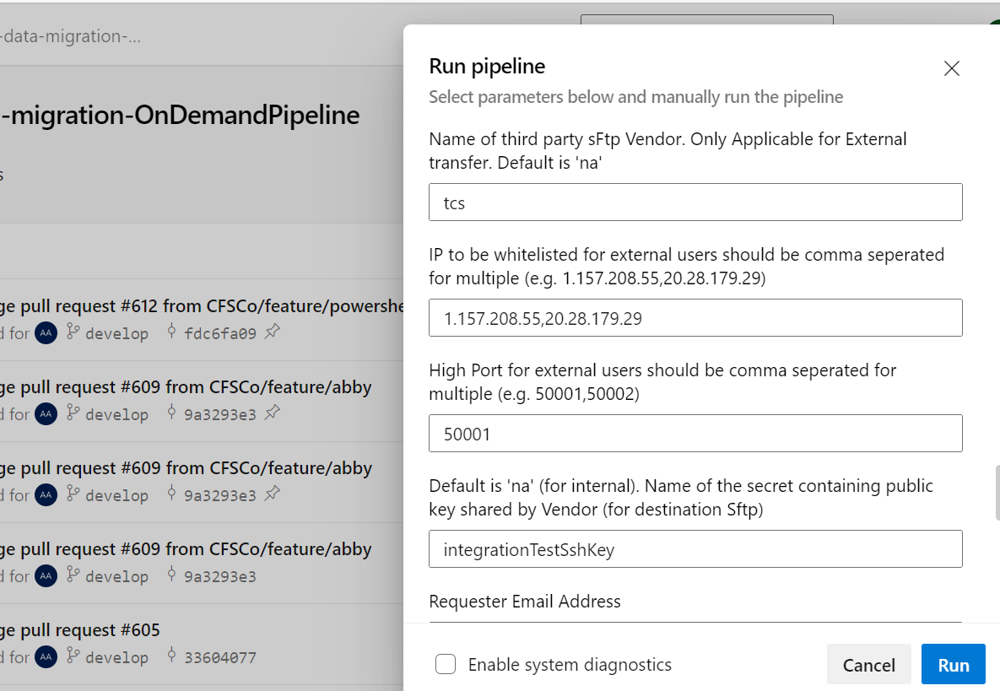 -data-migration-...
-migration-OnDemandPipeline
s
ge pull request #612 from CFSCo/feature/powershe
d for AA develop fdc6fa09
ge pull request #609 from CFSCo/feature/abby
d for AA develop 9a3293e3
ge pull request #609 from CFSCo/feature/abby
d for AA develop 9a3293e3
ge pull request #609 from CFSCo/feature/abby
d for AA develop 9a3293e3
ge pull request #605
d for AA develop 33604077
Run pipeline
Select parameters below and manually run the pipeline
Name of third party sFtp Vendor. Only Applicable for External
transfer. Default is 'na'
tcs
IP to be whitelisted for external users should be comma seperated
for multiple (e.g. 1.157.208.55,20.28.179.29)
1.157.208.55,20.28.179.29
High Port for external users should be comma seperated for
multiple (e.g. 50001,50002)
50001
Default is 'na' (for internal). Name of the secret containing public
key shared by Vendor (for destination Sftp)
integrationTestSshKey
Requester Email Address
Enable system diagnostics
Cancel
Run